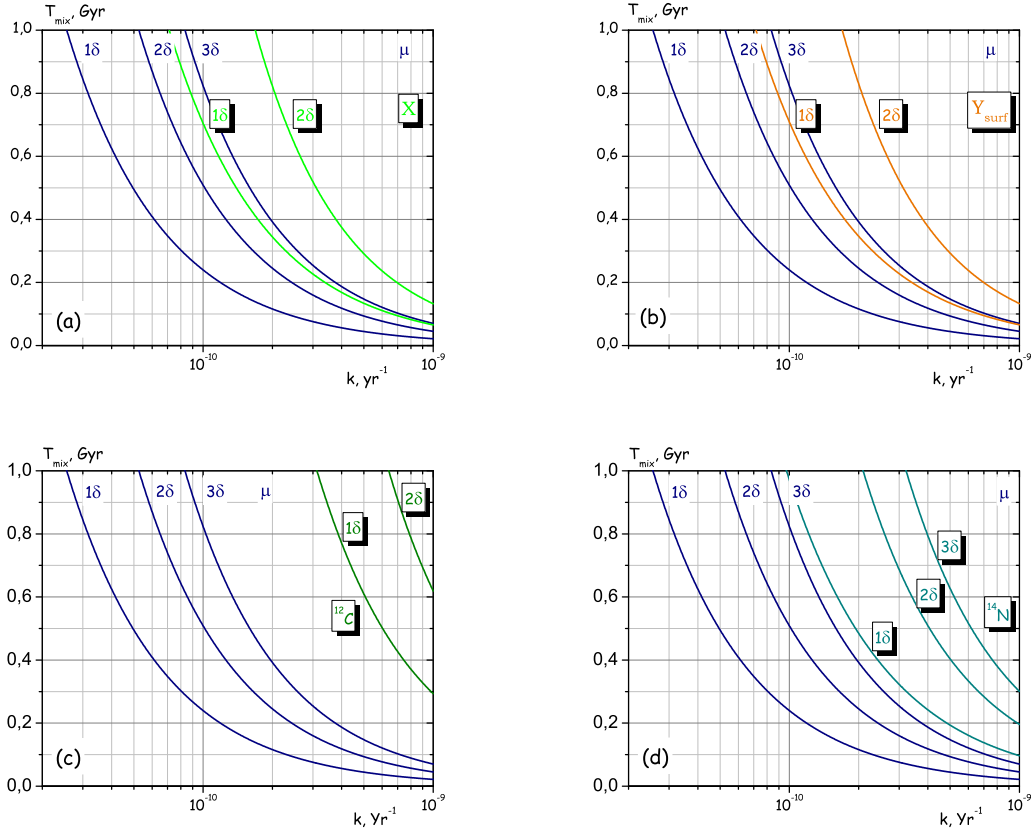 T_mix, Gyr
1,0
0,8
0,6
0,4
0,2
0,0
1δ 2δ 3δ μ
1δ 2δ X
(a)
10^-10 10^-9
k, yr^-1
T_mix, Gyr
1,0
0,8
0,6
0,4
0,2
0,0
1δ 2δ 3δ μ
1δ 2δ Y_surf
(b)
10^-10 10^-9
k, yr^-1
T_mix, Gyr
1,0
0,8
0,6
0,4
0,2
0,0
1δ 2δ 3δ μ
2δ
1δ
^12C
(c)
10^-10 10^-9
k, Yr^-1
T_mix, Gyr
1,0
0,8
0,6
0,4
0,2
0,0
1δ 2δ 3δ μ
3δ
2δ
^14N
1δ
(d)
10^-10 10^-9
k, yr^-1